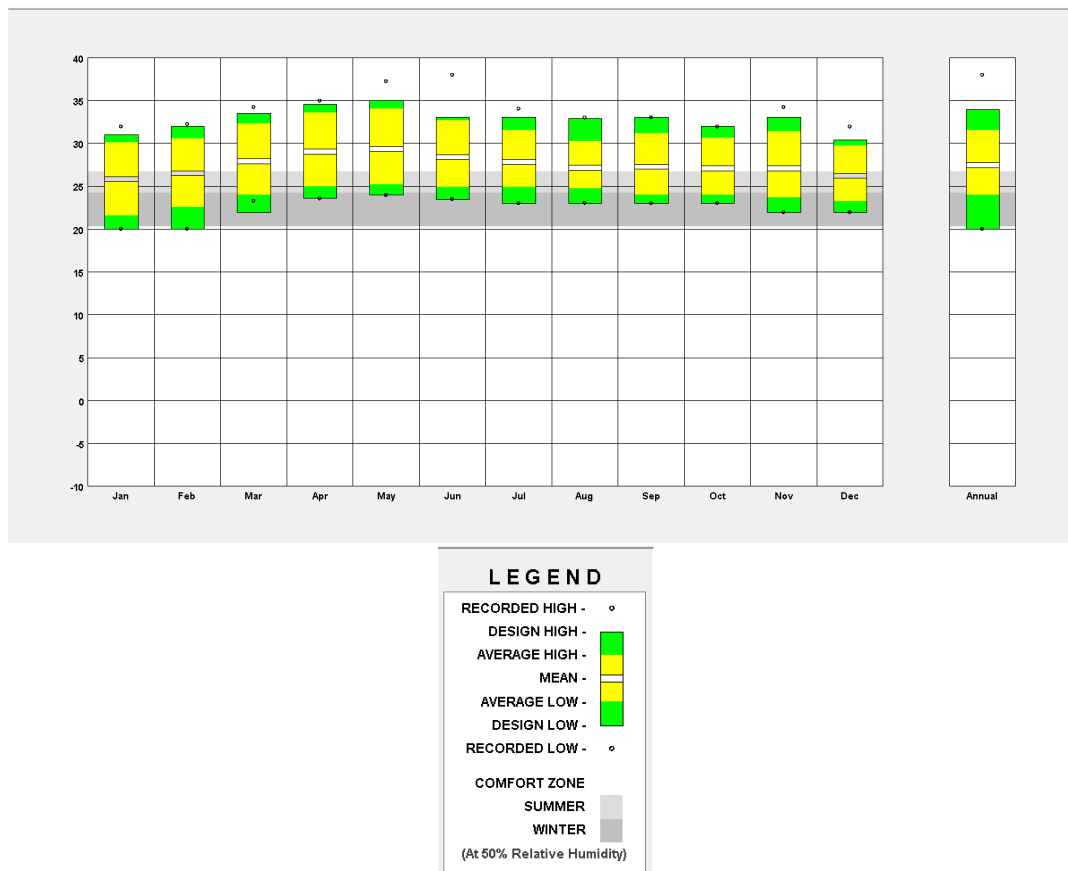 40
35
30
25
20
15
10
5
0
-5
-10
Jan Feb Mar Apr May Jun Jul Aug Sep Oct Nov Dec Annual
LEGEND
RECORDED HIGH -
DESIGN HIGH -
AVERAGE HIGH -
MEAN -
AVERAGE LOW -
DESIGN LOW -
RECORDED LOW -
COMFORT ZONE
SUMMER
WINTER
(At 50% Relative Humidity)